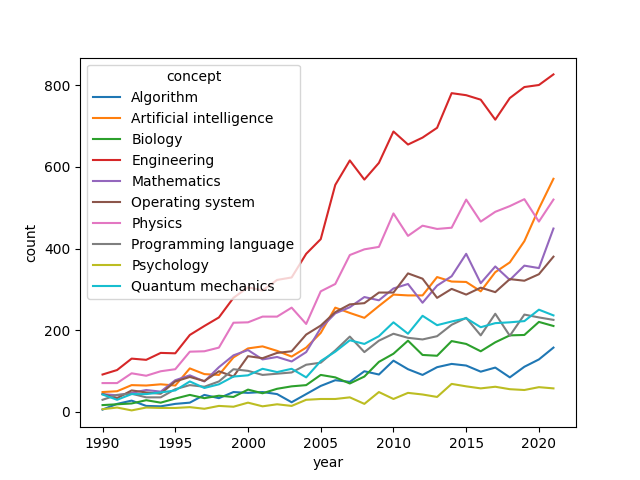 concept
Algorithm
Artificial intelligence
Biology
Engineering
Mathematics
Operating system
Physics
Programming language
Psychology
Quantum mechanics
count
800
600
400
200
0
1990
1995
2000
2005
2010
2015
2020
year